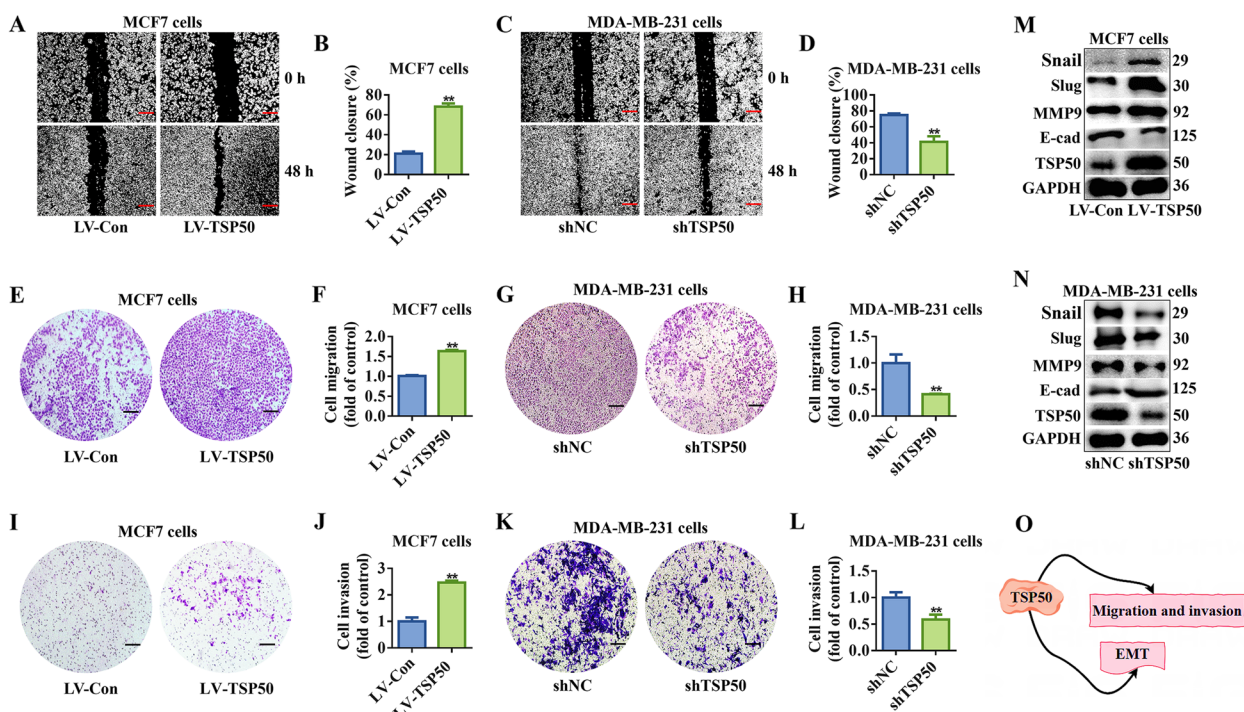 A
MCF7 cells
0 h
48 h
LV-Con
LV-TSP50
B
MCF7 cells
Wound closure (%)
80
60
40
20
0
LV-Con
LV-TSP50
**
C
MDA-MB-231 cells
0 h
48 h
shNC
shTSP50
D
MDA-MB-231 cells
Wound closure (%)
100
80
60
40
20
0
shNC
shTSP50
**
E
MCF7 cells
LV-Con
LV-TSP50
F
MCF7 cells
Cell migration
(fold of control)
2.0
1.5
1.0
0.5
0.0
LV-Con
LV-TSP50
**
G
MDA-MB-231 cells
shNC
shTSP50
H
MDA-MB-231 cells
Cell migration
(fold of control)
1.5
1.0
0.5
0.0
shNC
shTSP50
**
I
MCF7 cells
LV-Con
LV-TSP50
J
MCF7 cells
Cell invasion
(fold of control)
3
2
1
0
LV-Con
LV-TSP50
**
K
MDA-MB-231 cells
shNC
shTSP50
L
MDA-MB-231 cells
Cell invasion
(fold of control)
1.5
1.0
0.5
0.0
shNC
shTSP50
**
M
MCF7 cells
Snail 29
Slug 30
MMP9 92
E-cad 125
TSP50 50
GAPDH 36
LV-Con LV-TSP50
N
MDA-MB-231 cells
Snail 29
Slug 30
MMP9 92
E-cad 125
TSP50 50
GAPDH 36
shNC shTSP50
O
TSP50
Migration and invasion
EMT